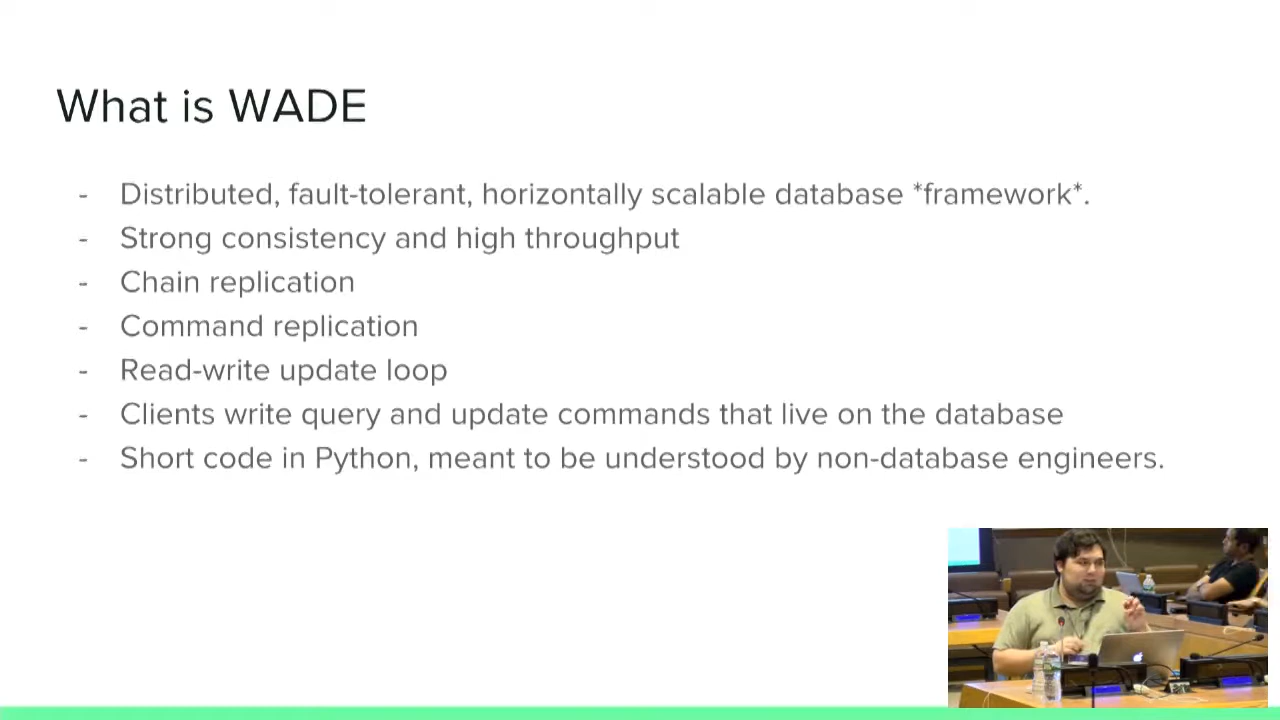 What is WADE
- Distributed, fault-tolerant, horizontally scalable database *framework*.
- Strong consistency and high throughput
- Chain replication
- Command replication
- Read-write update loop
- Clients write query and update commands that live on the database
- Short code in Python, meant to be understood by non-database engineers.